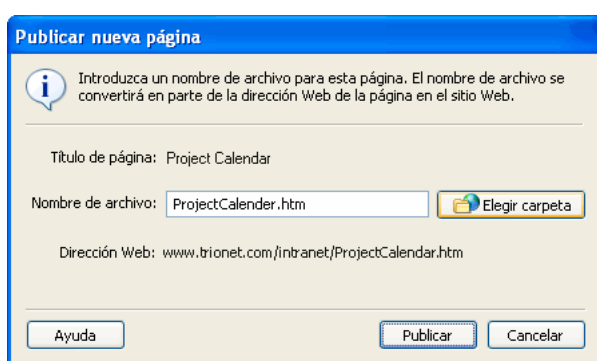 Publicar nueva página
Introduzca un nombre de archivo para esta página. El nombre de archivo se
convertirá en parte de la dirección Web de la página en el sitio Web.
Título de página: Project Calendar
Nombre de archivo: ProjectCalender.htm Elegir carpeta
Dirección Web: www.trionet.com/intranet/ProjectCalendar.htm
Ayuda Publicar Cancelar